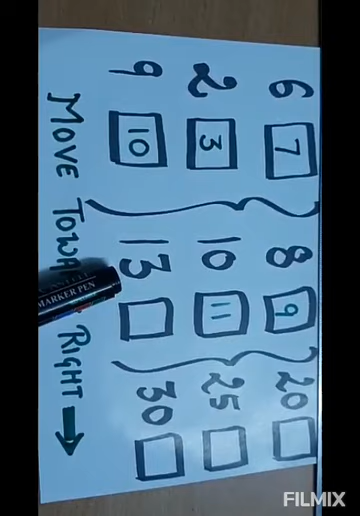 6 7 8 9 20
2 3 10 11 25
9 10 13 30
MOVE RIGHT →
MARKER PEN
FILMIX